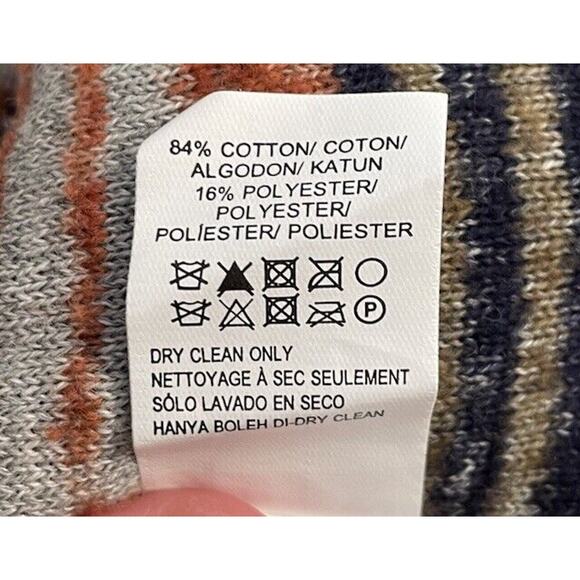 84% COTTON/ COTON/
ALGODON/ KATUN
16% POLYESTER/
POLYESTER/
POLÍESTER/ POLIESTER
P
DRY CLEAN ONLY
NETTOYAGE À SEC SEULEMENT
SÓLO LAVADO EN SECO
HANYA BOLEH DI-DRY CLEAN